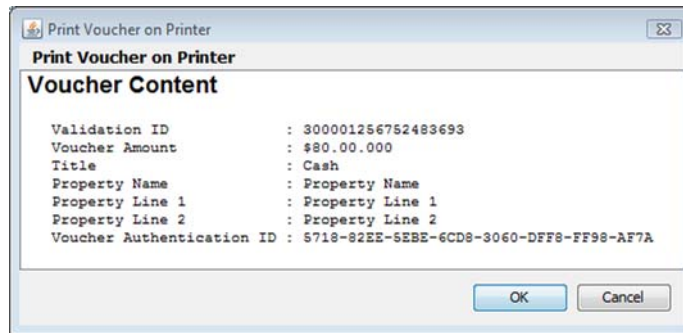 Print Voucher on Printer
Print Voucher on Printer
Voucher Content
Validation ID : 300001256752483693
Voucher Amount : $80.00.000
Title : Cash
Property Name : Property Name
Property Line 1 : Property Line 1
Property Line 2 : Property Line 2
Voucher Authentication ID : 5718-82EE-5EBE-6CD8-3060-DFF8-FF98-AF7A
OK Cancel